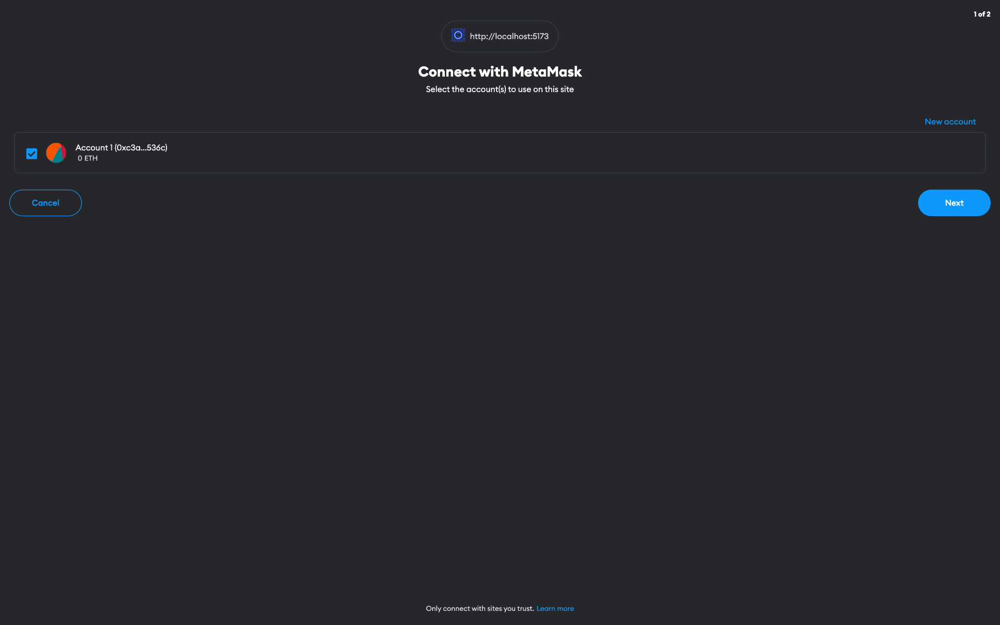 1 of 2
http://localhost:5173
Connect with MetaMask
Select the account(s) to use on this site
New account
Account 1 (0xc3a...536c)
0 ETH
Cancel
Next
Only connect with sites you trust. Learn more